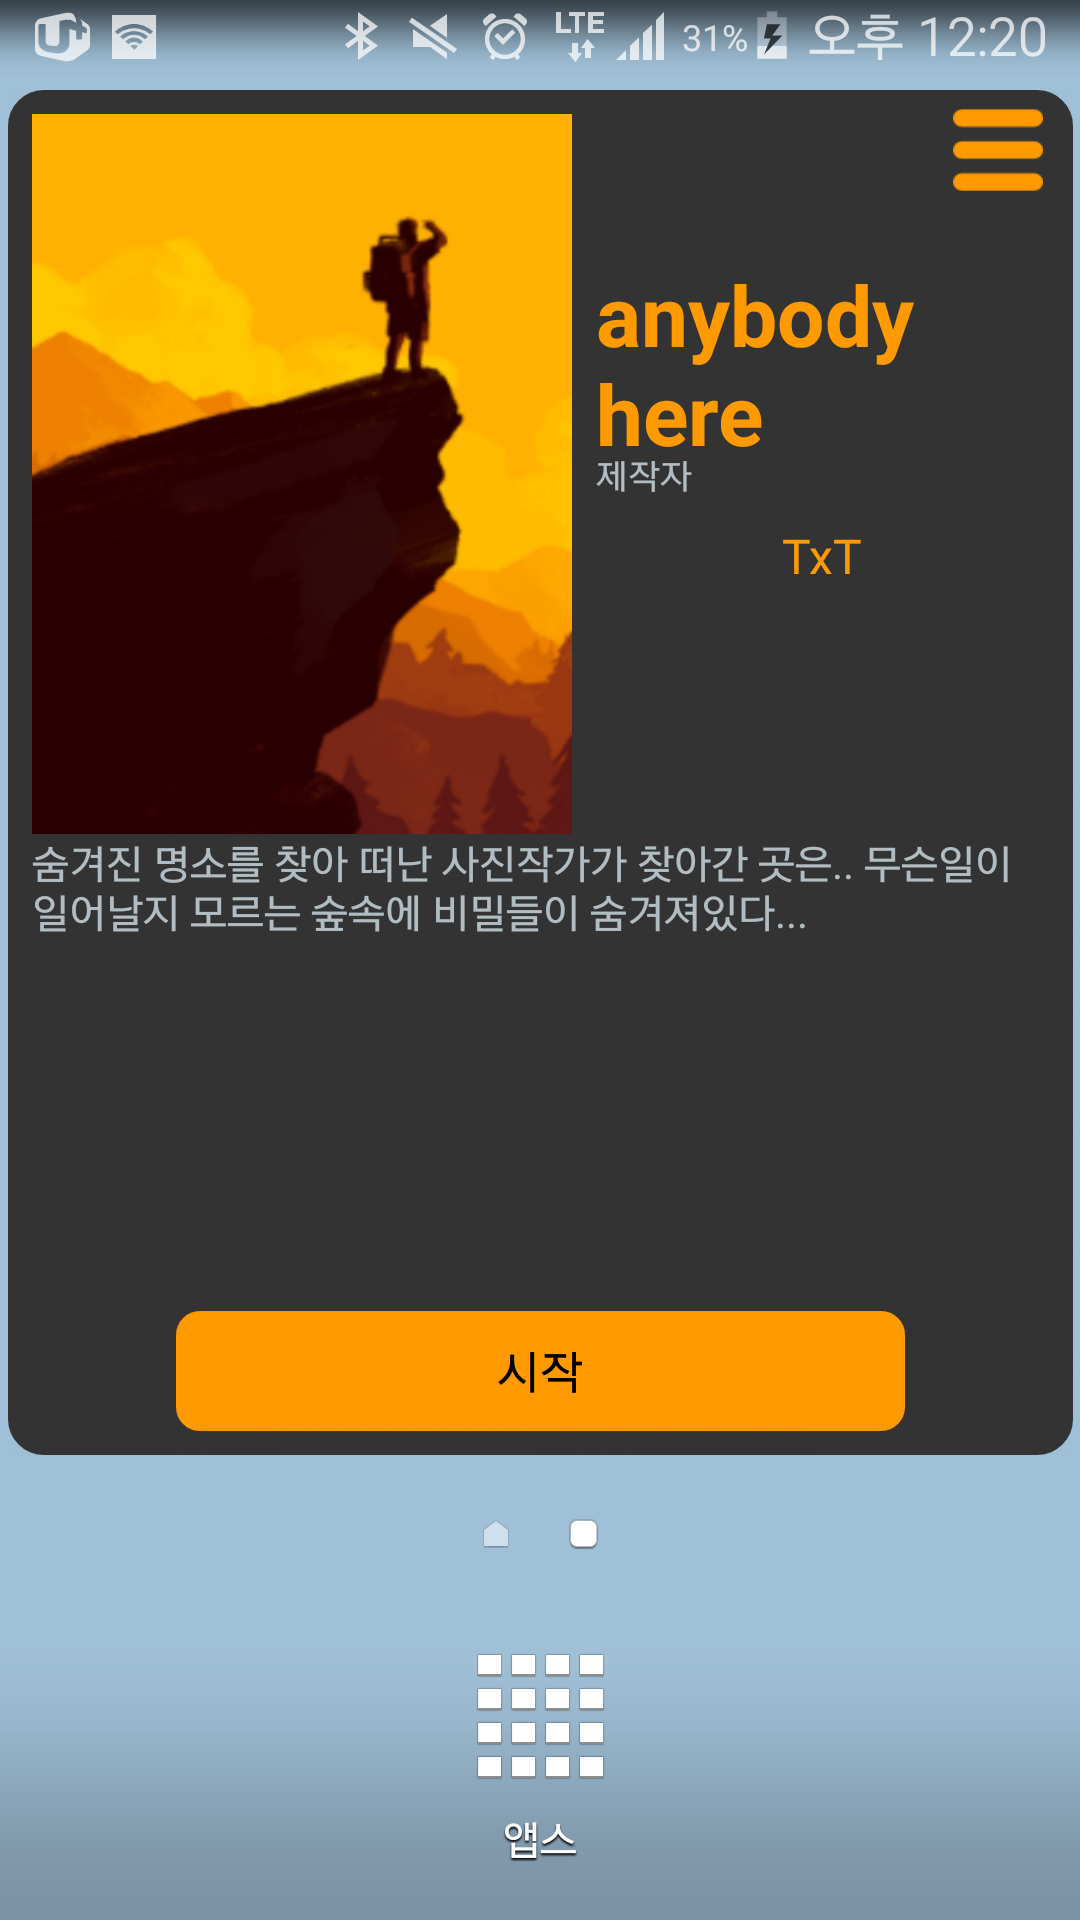 U+
LTE
31%
오후 12:20
anybody
here
제작자
TxT
숨겨진 명소를 찾아 떠난 사진작가가 찾아간 곳은.. 무슨일이
일어날지 모르는 숲속에 비밀들이 숨겨져있다...
시작
앱스